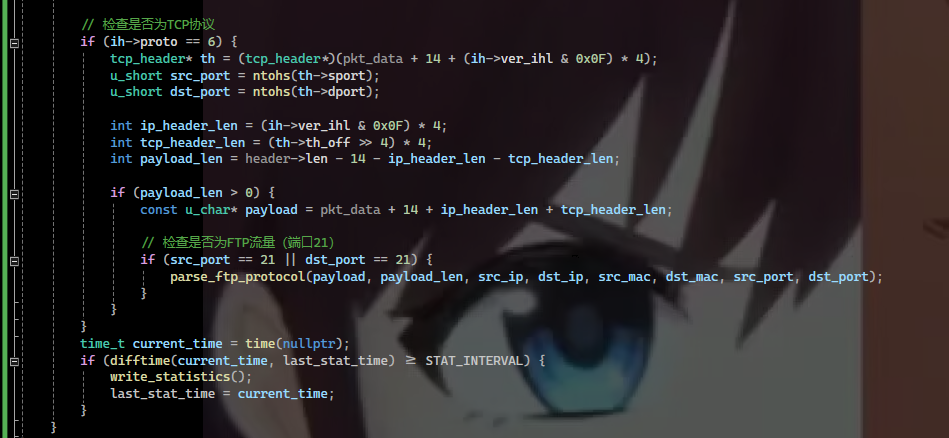 // 检查是否为TCP协议
if (ih->proto == 6) {
tcp_header* th = (tcp_header*)(pkt_data + 14 + (ih->ver_ihl & 0x0F) * 4);
u_short src_port = ntohs(th->sport);
u_short dst_port = ntohs(th->dport);
int ip_header_len = (ih->ver_ihl & 0x0F) * 4;
int tcp_header_len = (th->th_off >> 4) * 4;
int payload_len = header->len - 14 - ip_header_len - tcp_header_len;
if (payload_len > 0) {
const u_char* payload = pkt_data + 14 + ip_header_len + tcp_header_len;
// 检查是否为FTP流量（端口21）
if (src_port == 21 || dst_port == 21) {
parse_ftp_protocol(payload, payload_len, src_ip, dst_ip, src_mac, dst_mac, src_port, dst_port);
}
}
}
time_t current_time = time(nullptr);
if (difftime(current_time, last_stat_time) ≥ STAT_INTERVAL) {
write_statistics();
last_stat_time = current_time;
}
}